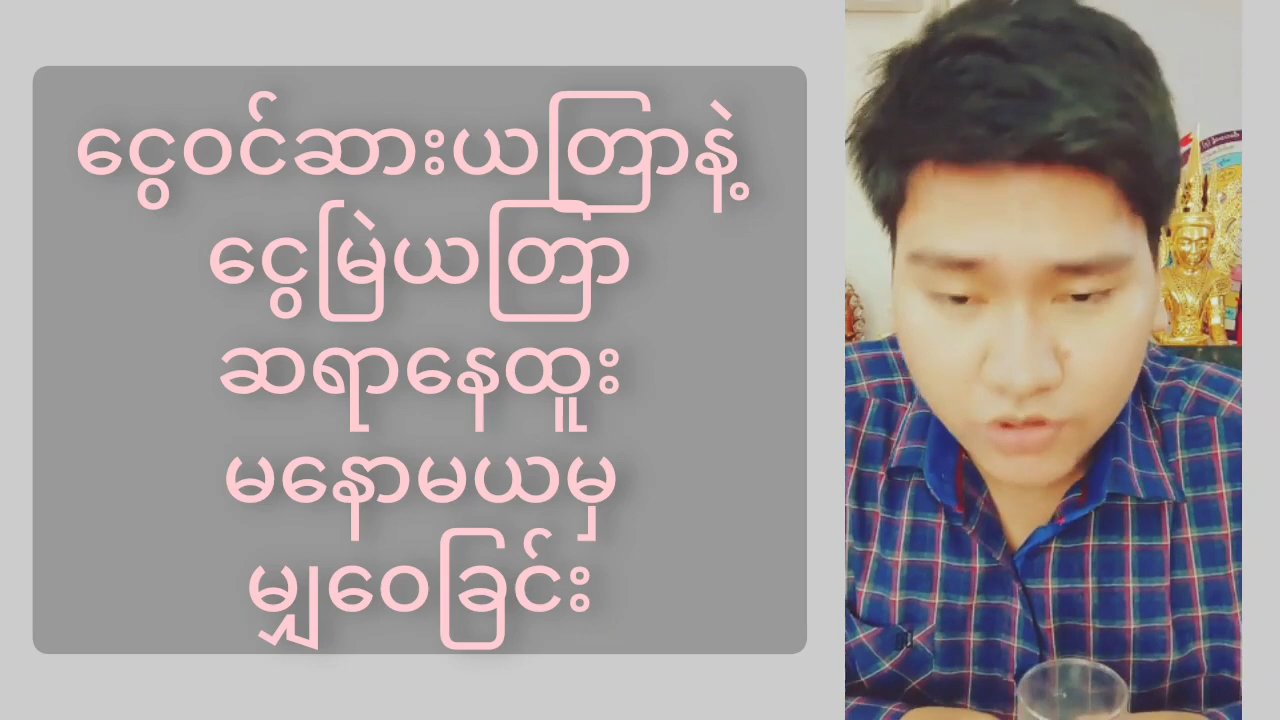 ငွေဝင်ဆားယတြာနဲ့
ငွေမြဲယတြာ
ဆရာနေထူး
မနောမယမှ
မျှဝေခြင်း